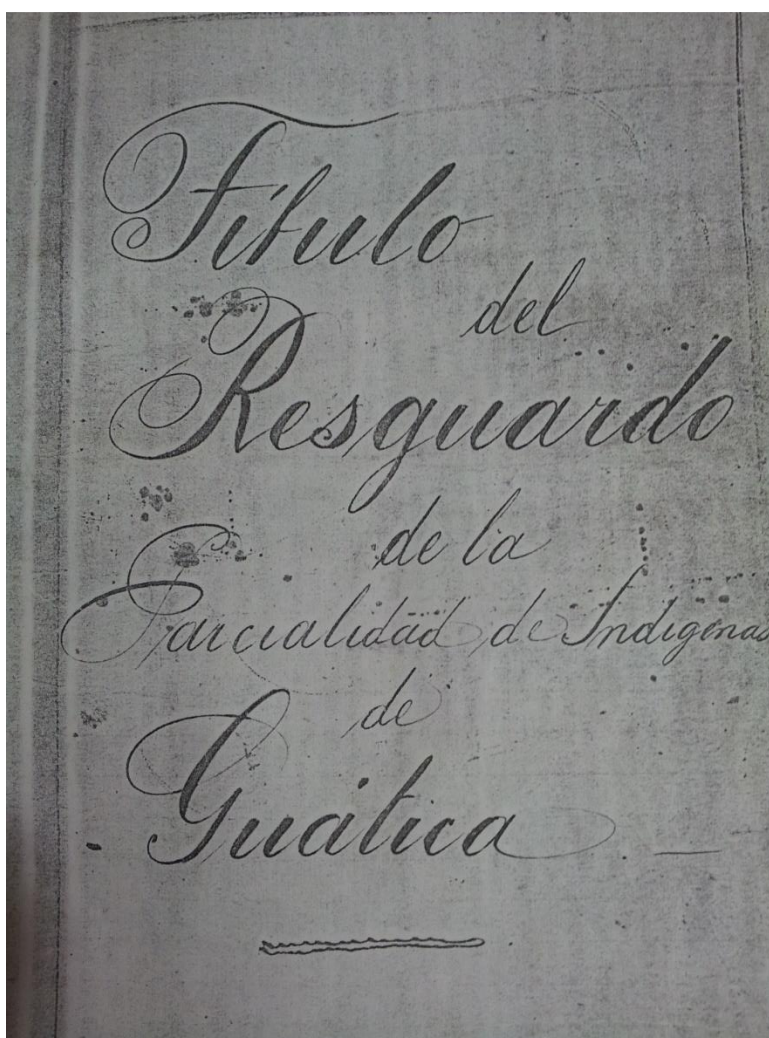 Título
del
Resguardo
de la
Parcialidad de Indígenas
de
Guática